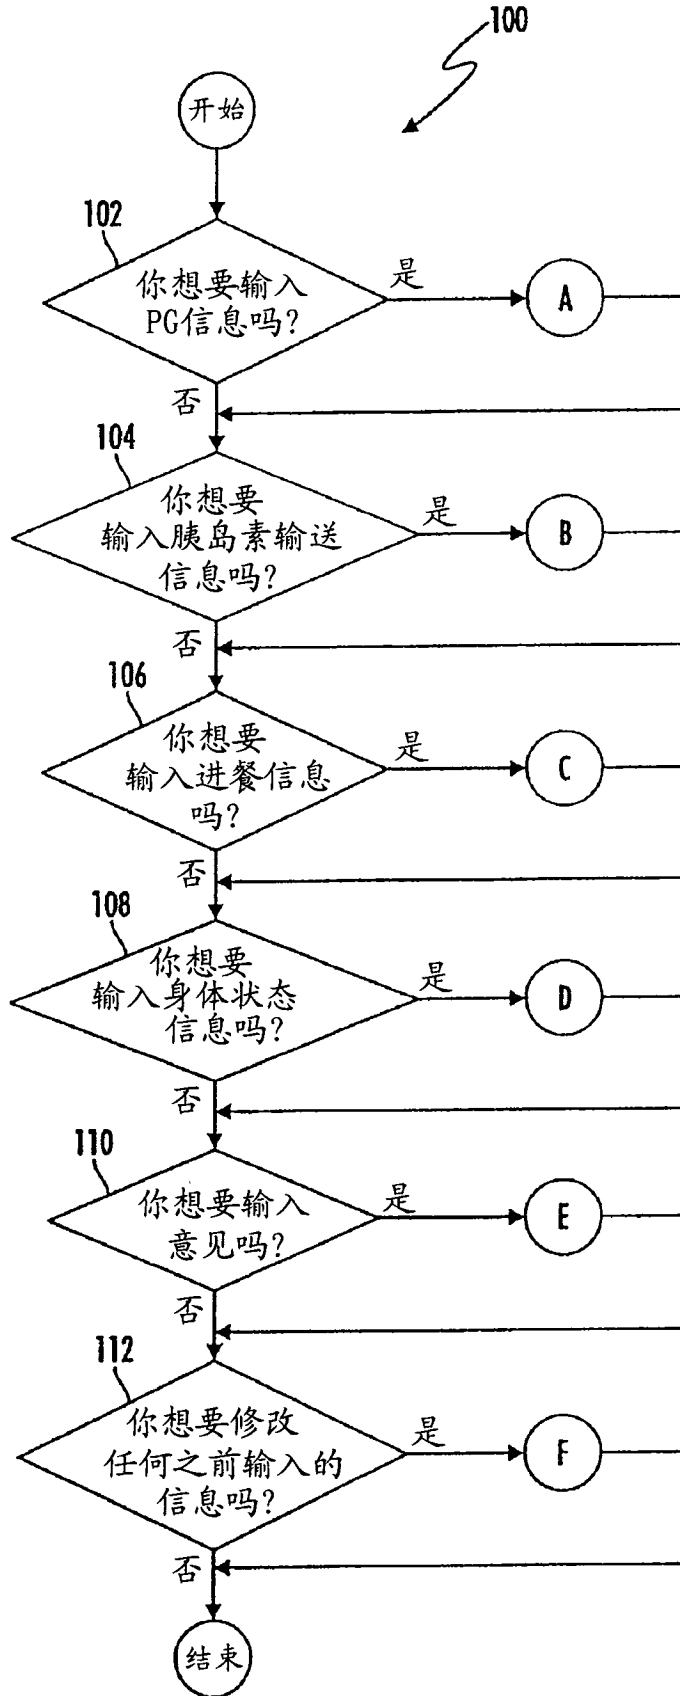 100
开始
102
你想要输入
PG信息吗?
是
A
否
104
你想要
输入胰岛素输送
信息吗?
是
B
否
106
你想要
输入进餐信息
吗?
是
C
否
108
你想要
输入身体状态
信息吗?
是
D
否
110
你想要输入
意见吗?
是
E
否
112
你想要修改
任何之前输入的
信息吗?
是
F
否
结束